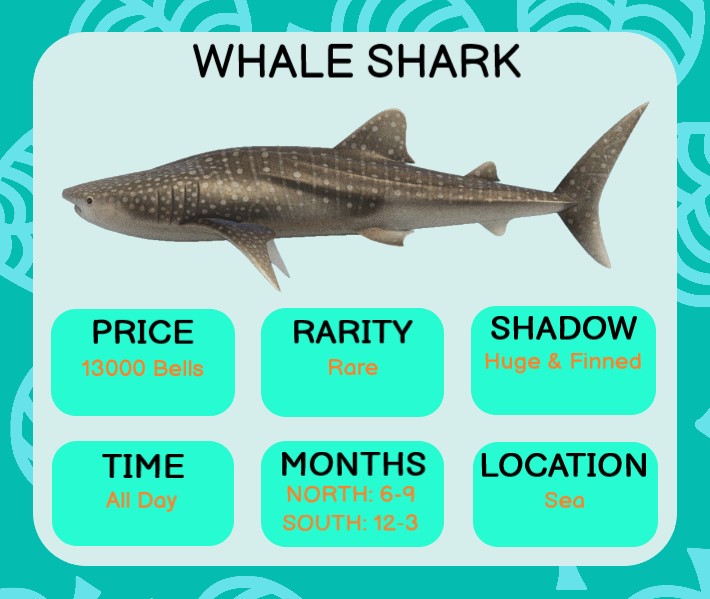 WHALE SHARK
PRICE
13000 Bells
RARITY
Rare
SHADOW
Huge & Finned
TIME
All Day
MONTHS
NORTH: 6-9
SOUTH: 12-3
LOCATION
Sea